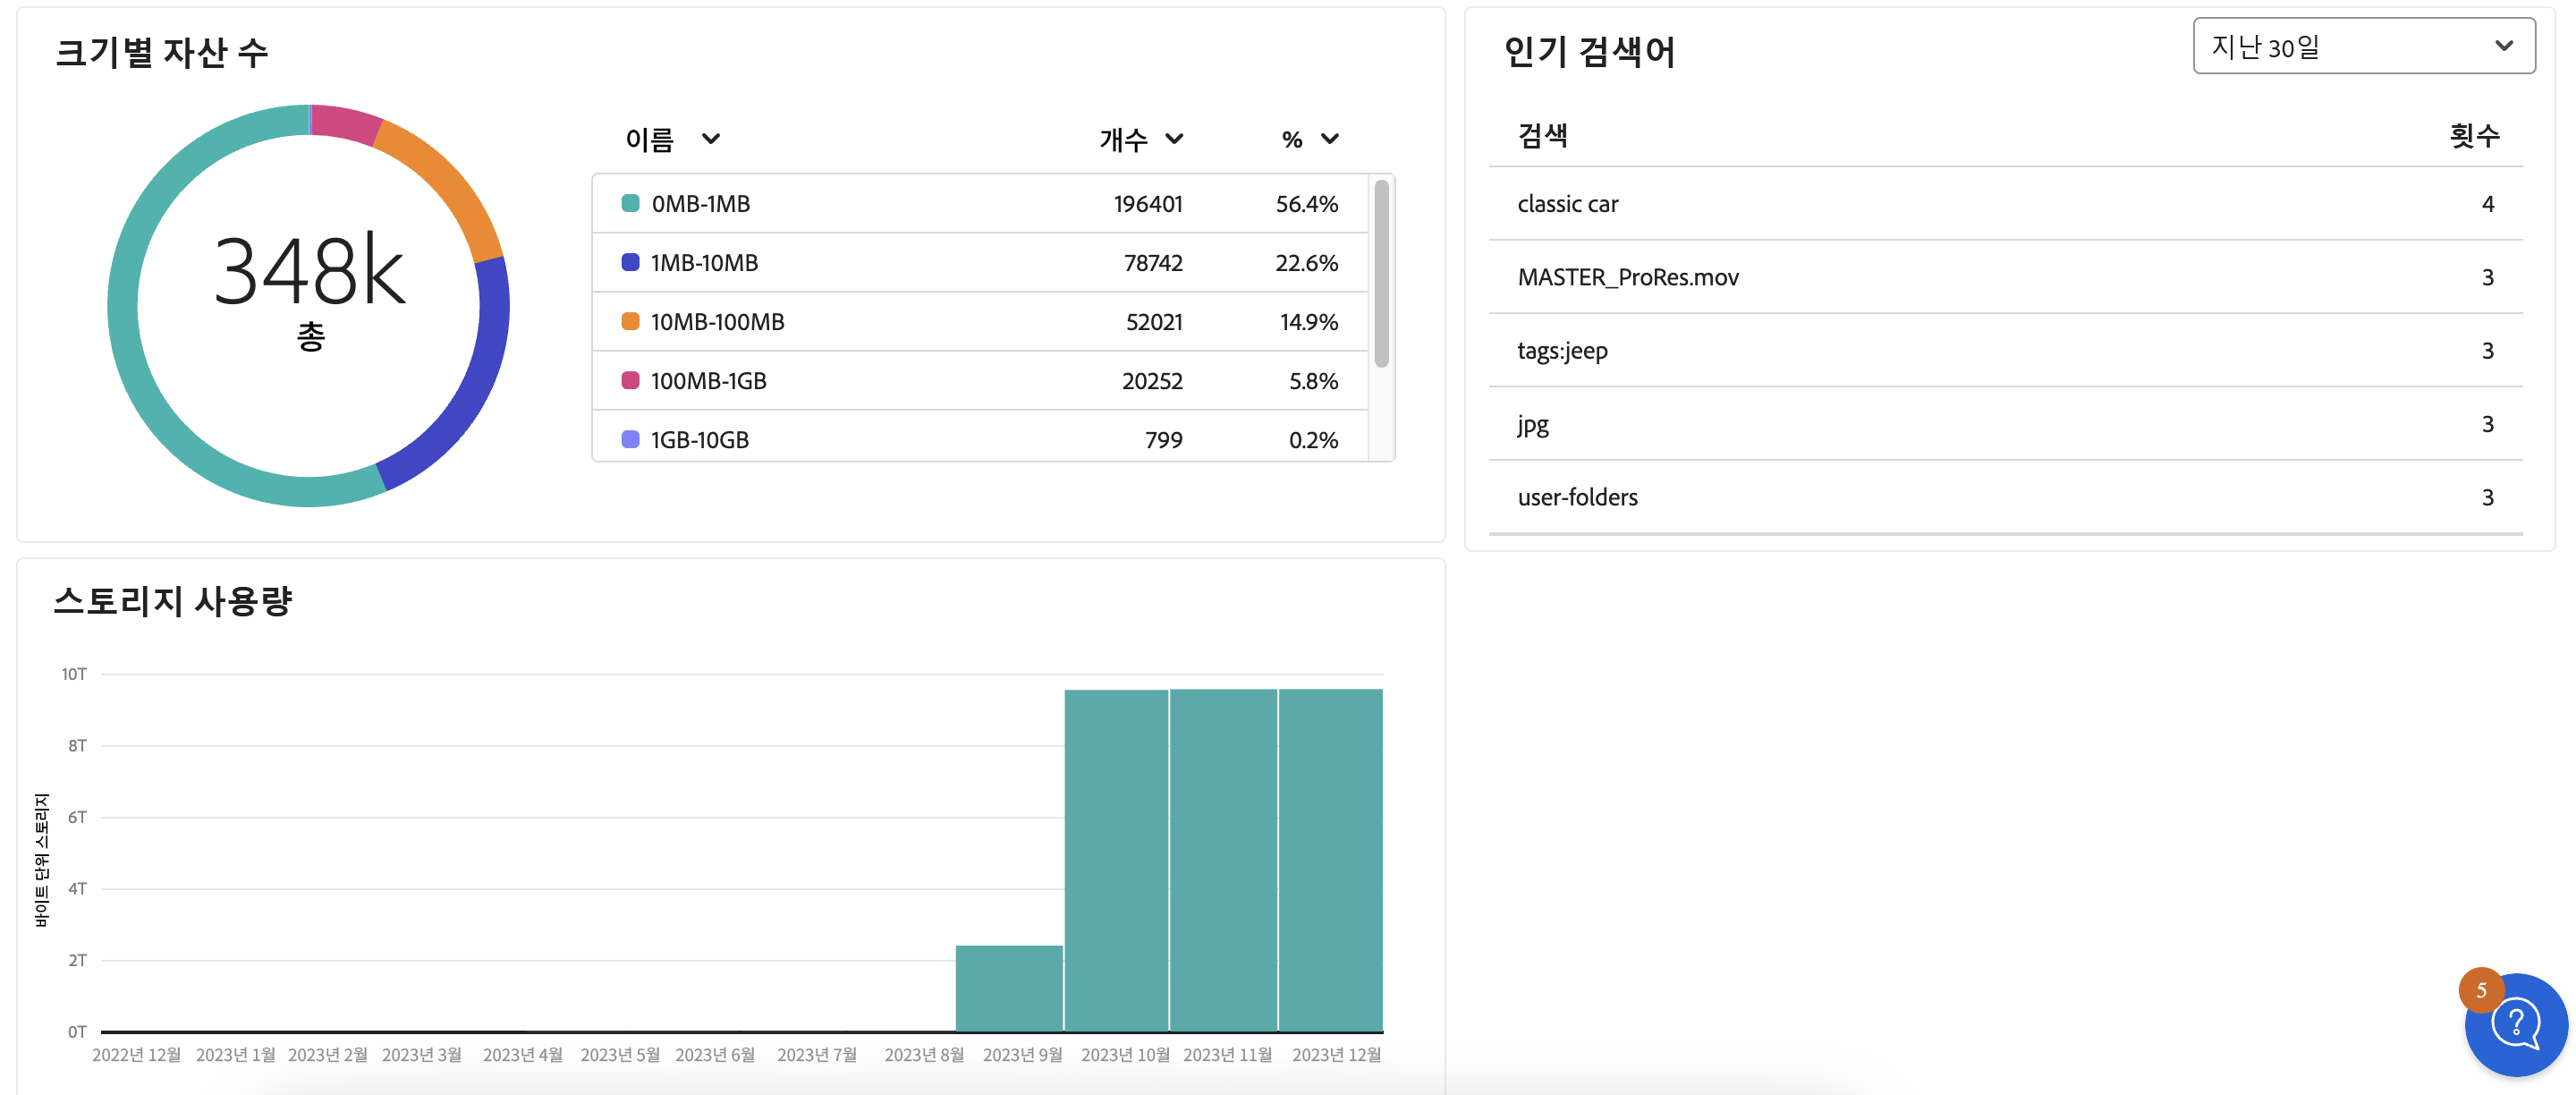 크기별 자산 수
348k
총
이름 개수 %
0MB-1MB 196401 56.4%
1MB-10MB 78742 22.6%
10MB-100MB 52021 14.9%
100MB-1GB 20252 5.8%
1GB-10GB 799 0.2%
인기 검색어
지난 30일
검색 횟수
classic car 4
MASTER_ProRes.mov 3
tags:jeep 3
jpg 3
user-folders 3
스토리지 사용량
바이트 단위 스토리지
10T
8T
6T
4T
2T
0T
2022년 12월 2023년 1월 2023년 2월 2023년 3월 2023년 4월 2023년 5월 2023년 6월 2023년 7월 2023년 8월 2023년 9월 2023년 10월 2023년 11월 2023년 12월
5
?